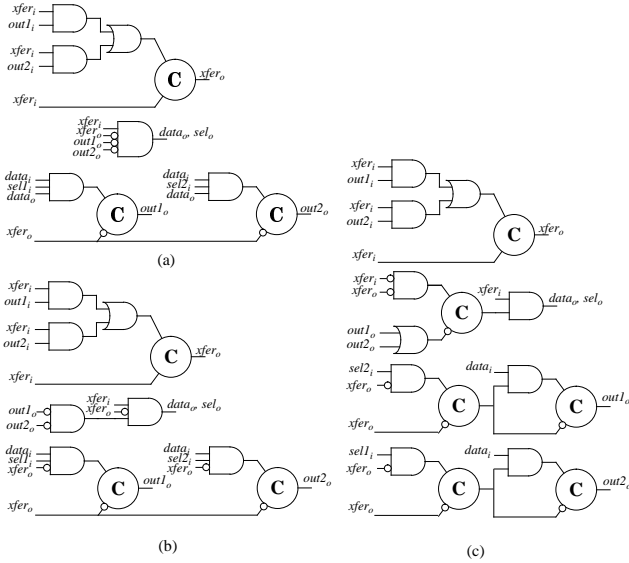 xfer_i
out1_i
xfer_i
out2_i
C
xfer_o
xfer_i
xfer_i
xfer_o
out1_o
out2_o
data_o, sel_o
data_i
sel1_i
data_o
C
out1_o
data_i
sel2_i
data_o
C
out2_o
xfer_o
(a)
xfer_i
out1_i
xfer_i
out2_i
C
xfer_o
xfer_i
out1_o
out2_o
xfer_i
xfer_o
data_o, sel_o
data_i
sel1_i
xfer_o
C
out1_o
data_i
sel2_i
xfer_o
C
out2_o
xfer_o
(b)
xfer_i
out1_i
xfer_i
out2_i
C
xfer_o
xfer_i
xfer_i
xfer_o
C
xfer_i
data_o, sel_o
out1_o
out2_o
sel2_i
xfer_o
C
data_i
C
out1_o
xfer_o
sel1_i
xfer_o
C
data_i
C
out2_o
xfer_o
(c)